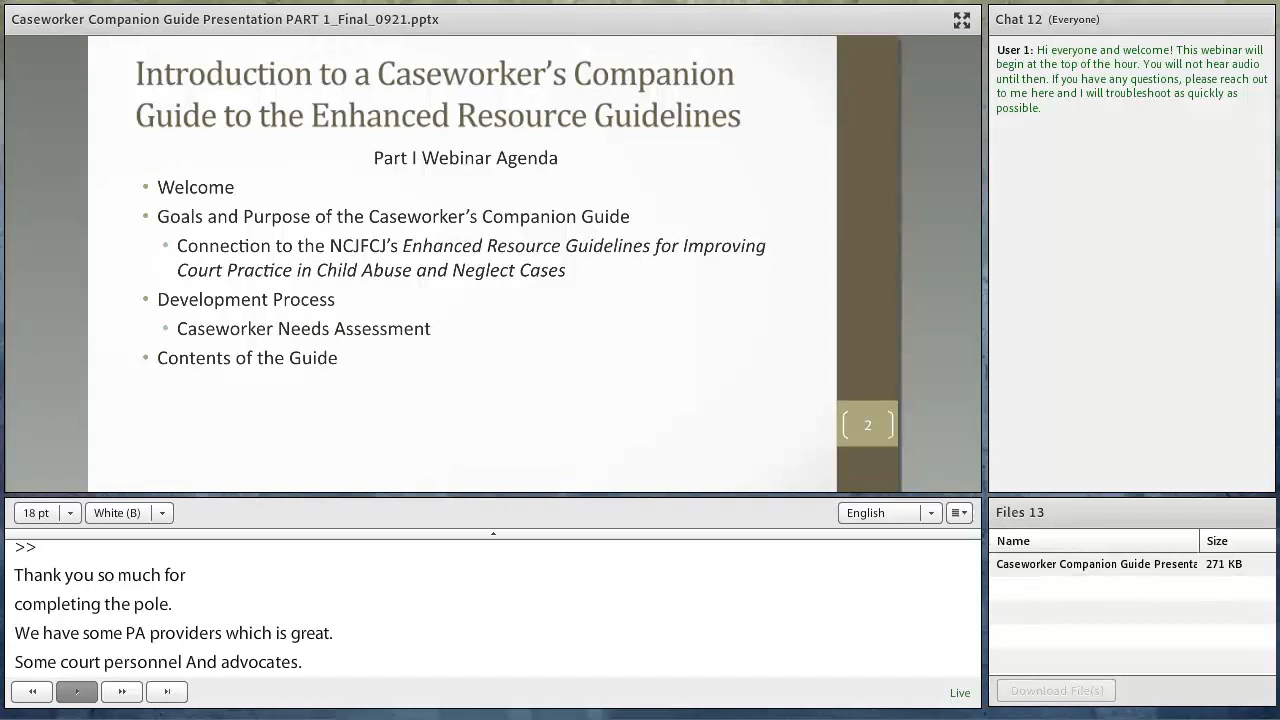 Caseworker Companion Guide Presentation PART 1_Final_0921.pptx
Introduction to a Caseworker’s Companion
Guide to the Enhanced Resource Guidelines
Part I Webinar Agenda
• Welcome
• Goals and Purpose of the Caseworker’s Companion Guide
• Connection to the NCJFCJ’s Enhanced Resource Guidelines for Improving
Court Practice in Child Abuse and Neglect Cases
• Development Process
• Caseworker Needs Assessment
• Contents of the Guide
2
Chat 12 (Everyone)
User 1: Hi everyone and welcome! This webinar will
begin at the top of the hour. You will not hear audio
until then. If you have any questions, please reach out
to me here and I will troubleshoot as quickly as
possible.
18 pt
White (B)
English
>>
Thank you so much for
completing the pole.
We have some PA providers which is great.
Some court personnel And advocates.
Live
Files 13
Name Size
Caseworker Companion Guide Presenta 271 KB
Download File(s)